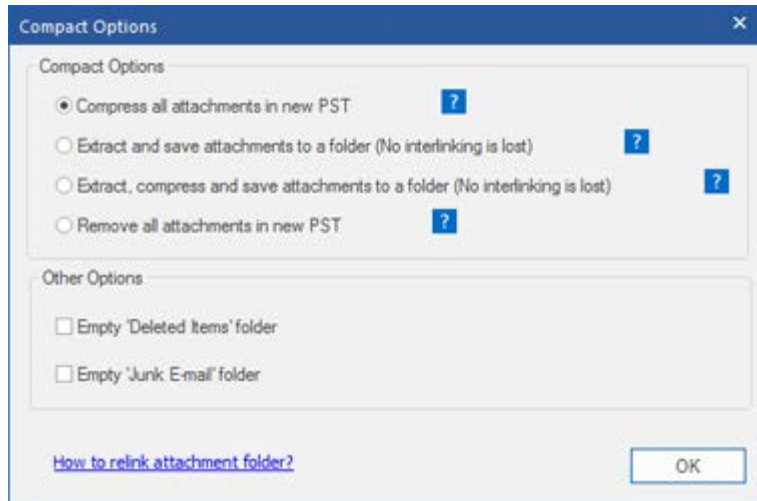 Compact Options
Compact Options
Compress all attachments in new PST ?
Extract and save attachments to a folder (No interlinking is lost) ?
Extract, compress and save attachments to a folder (No interlinking is lost) ?
Remove all attachments in new PST ?
Other Options
Empty 'Deleted Items' folder
Empty 'Junk E-mail' folder
How to relink attachment folder?
OK